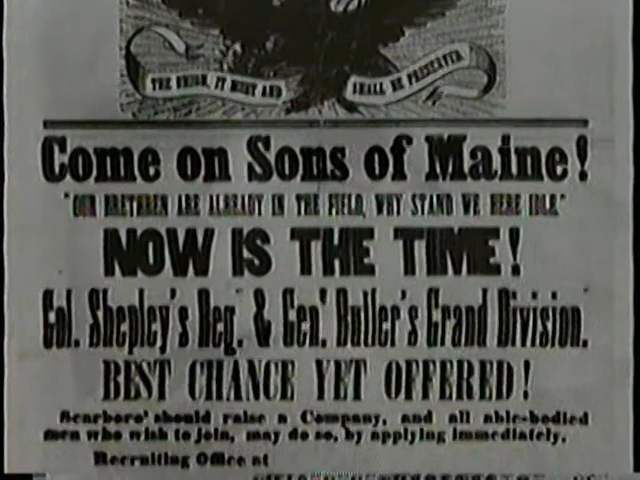 THE UNION, IT MUST AND SHALL BE PRESERVED
Come on Sons of Maine!
"OUR BRETHREN ARE ALREADY IN THE FIELD, WHY STAND WE HERE IDLE"
NOW IS THE TIME!
Col. Shepley's Reg. & Gen'l Butler's Grand Division.
BEST CHANCE YET OFFERED!
Scarboro' should raise a Company, and all able-bodied
men who wish to join, may do so, by applying immediately.
Recruiting Office at